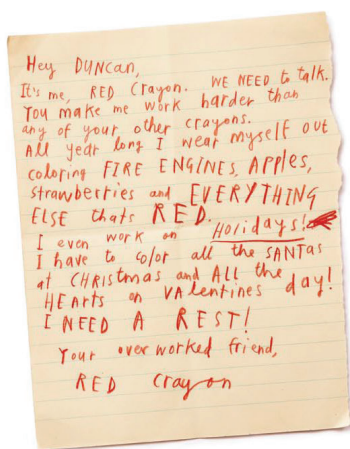 Hey DUNCAN,
It's me, RED Crayon. WE NEED to talk.
You make me work harder than
any of your other crayons.
All year long I wear myself out
coloring FIRE ENGINES, APples,
strawberries and EVERYTHING
ELSE thats RED.
I even work on Holidays!
I have to color all the SANTAs
at CHRistmas and ALL the
HEArts on VAlentines day!
I NEED A REST!
Your overworked friend,
RED Crayon